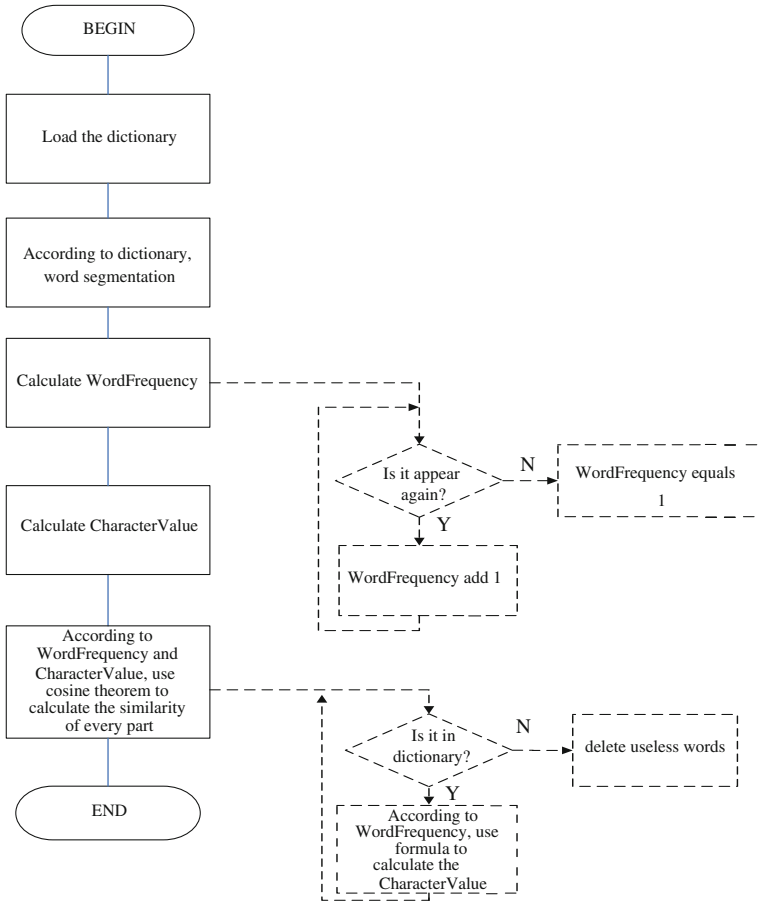 BEGIN
Load the dictionary
According to dictionary,
word segmentation
Calculate WordFrequency
Is it appear
again?
N
WordFrequency equals
1
Y
WordFrequency add 1
Calculate CharacterValue
According to
WordFrequency and
CharacterValue, use
cosine theorem to
calculate the similarity
of every part
Is it in
dictionary?
N
delete useless words
Y
According to
WordFrequency, use
formula to
calculate the
CharacterValue
END